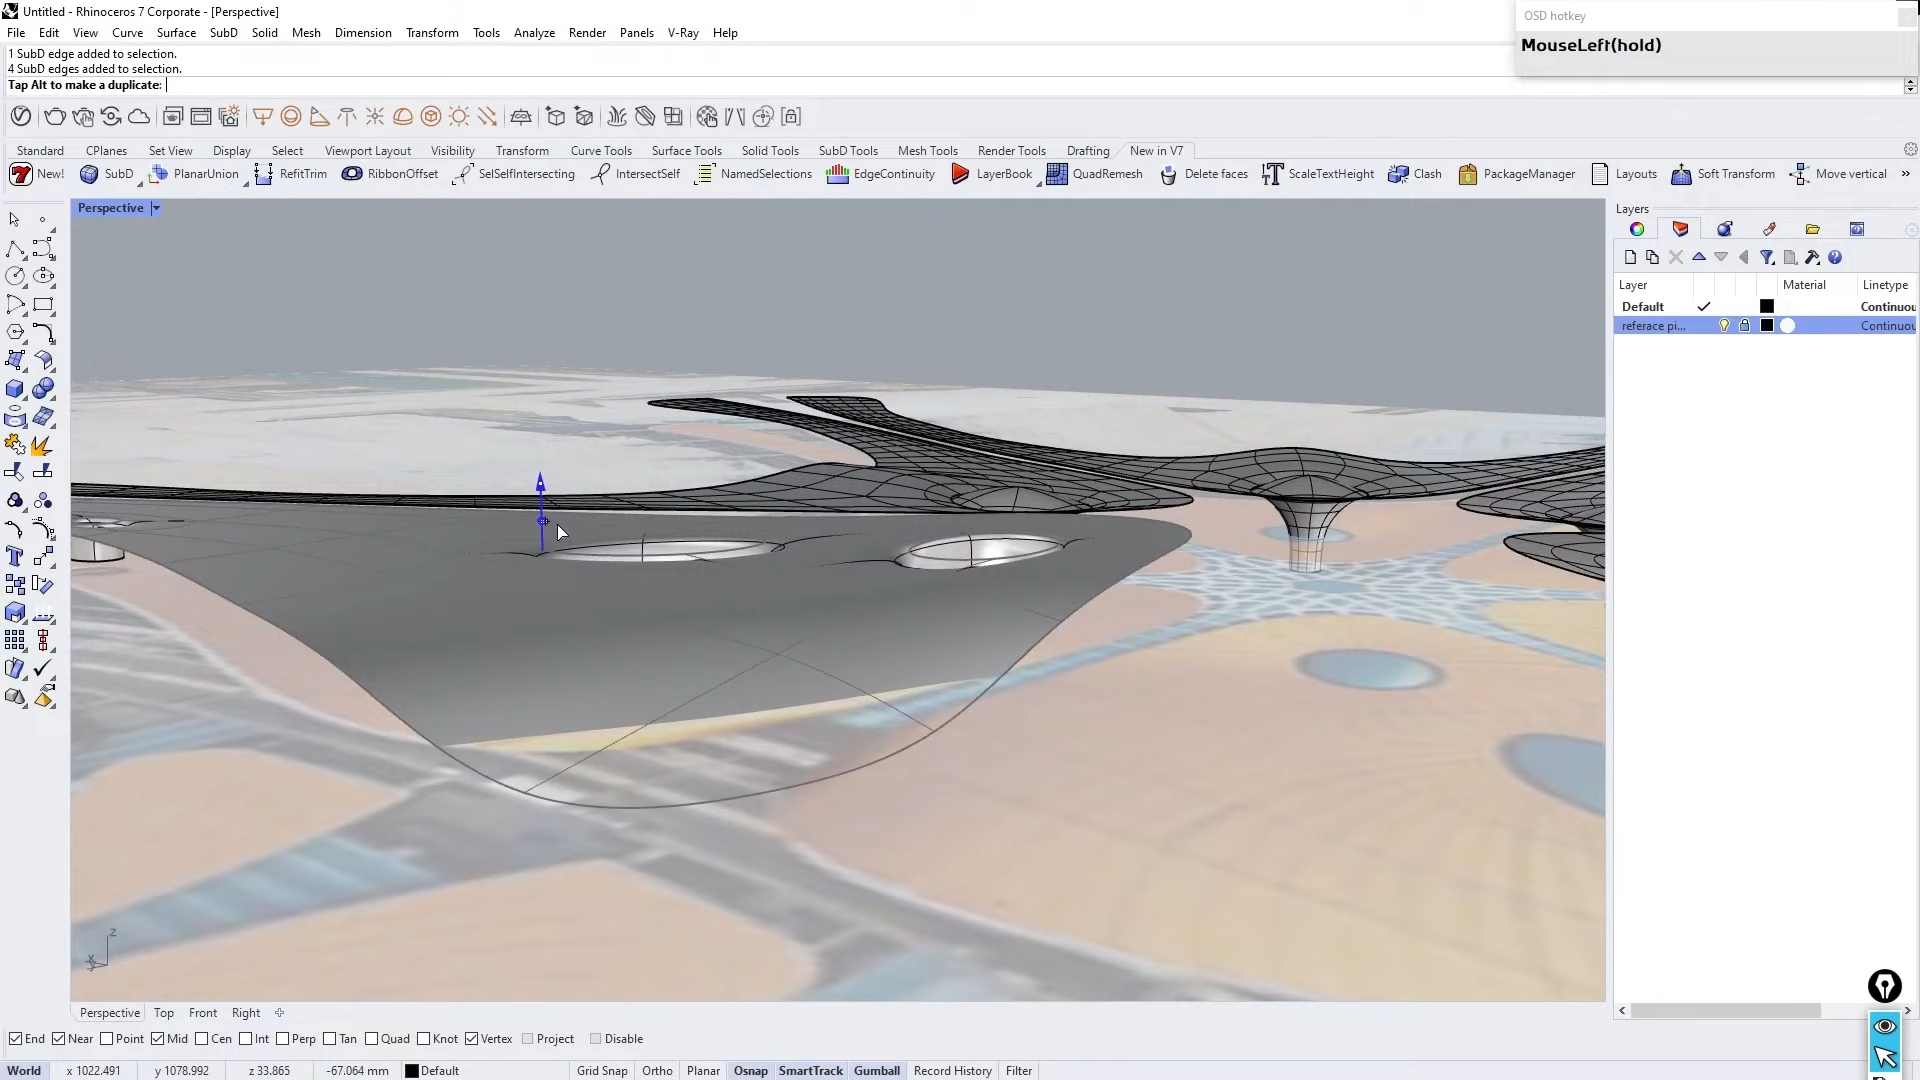 Untitled - Rhinoceros 7 Corporate - [Perspective]
OSD hotkey
File Edit View Curve Surface SubD Solid Mesh Dimension Transform Tools Analyze Render Panels V-Ray Help
MouseLeft(hold)
1 SubD edge added to selection.
4 SubD edges added to selection.
Tap Alt to make a duplicate:
Standard CPlanes Set View Display Select Viewport Layout Visibility Transform Curve Tools Surface Tools Solid Tools SubD Tools Mesh Tools Render Tools Drafting New in V7
New! SubD PlanarUnion RefitTrim RibbonOffset SelSelfIntersecting IntersectSelf NamedSelections EdgeContinuity LayerBook QuadRemesh Delete faces ScaleTextHeight Clash PackageManager Layouts Soft Transform Move vertical »
Perspective
Layers
Layer Material Linetype
Default Continuou
referace pi... Continuou
z
x
y
Perspective Top Front Right
End Near Point Mid Cen Int Perp Tan Quad Knot Vertex Project Disable
World x 1022.491 y 1078.992 z 33.865 -67.064 mm Default Grid Snap Ortho Planar Osnap SmartTrack Gumball Record History Filter